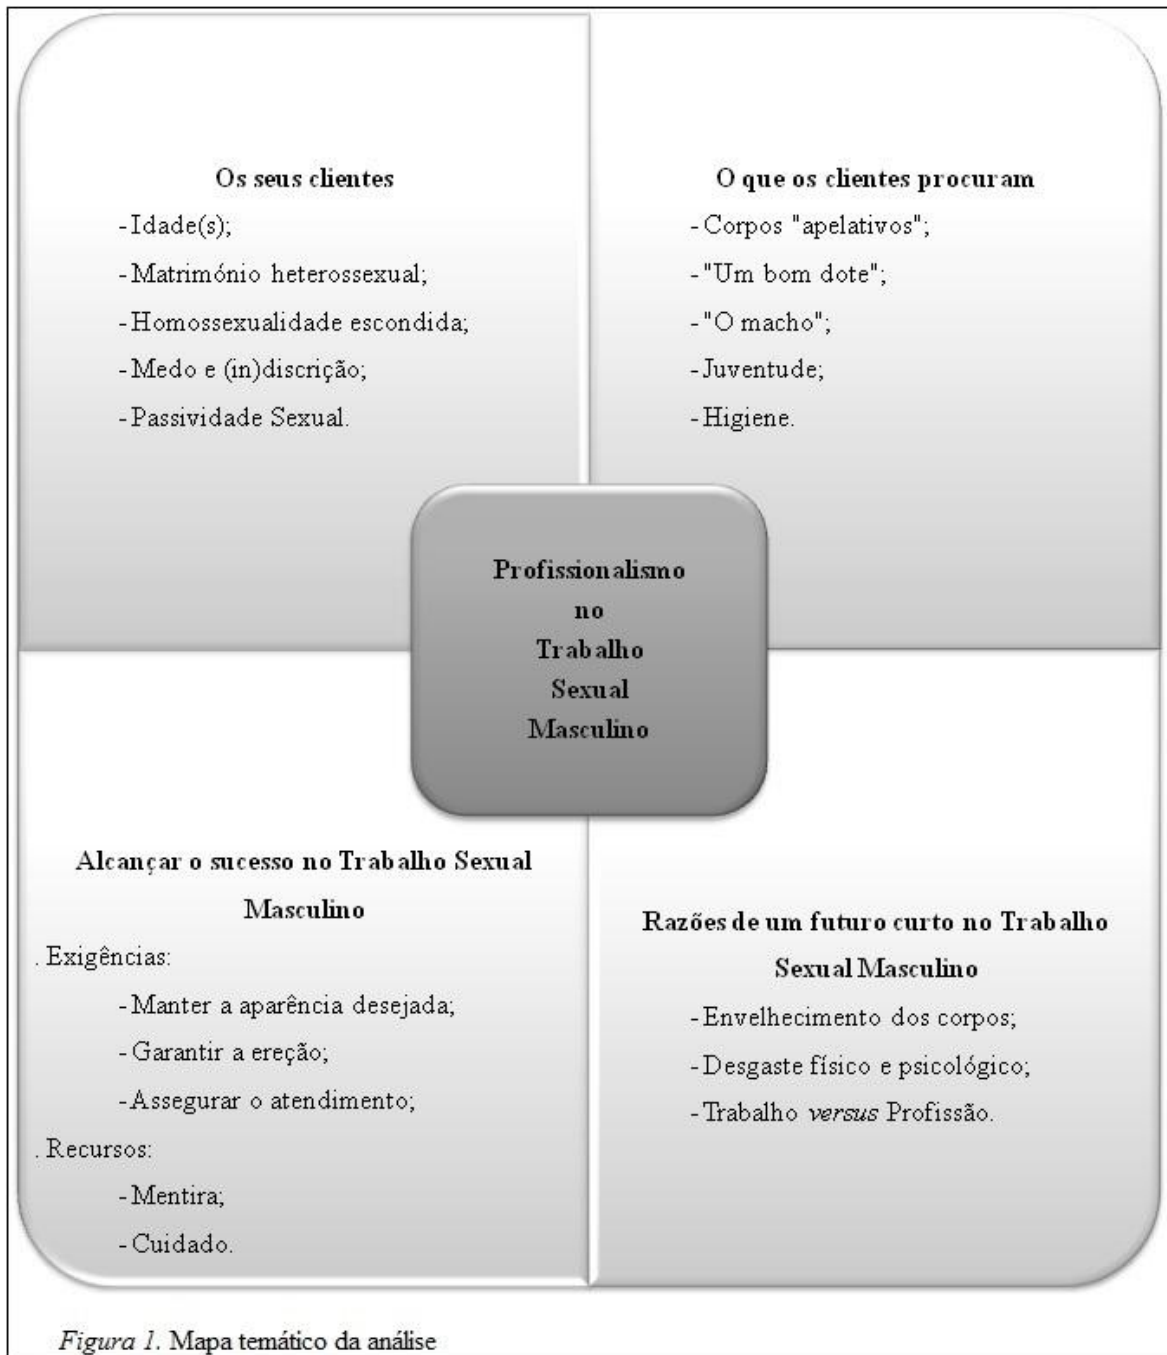 Os seus clientes
- Idade(s);
- Matrimónio heterossexual;
- Homossexualidade escondida;
- Medo e (in)discrição;
- Passividade Sexual.
O que os clientes procuram
- Corpos "apelativos";
- "Um bom dote";
- "O macho";
- Juventude;
- Higiene.
Profissionalismo
no
Trabalho
Sexual
Masculino
Alcançar o sucesso no Trabalho Sexual
Masculino
. Exigências:
- Manter a aparência desejada;
- Garantir a ereção;
- Assegurar o atendimento;
. Recursos:
- Mentira;
- Cuidado.
Razões de um futuro curto no Trabalho
Sexual Masculino
- Envelhecimento dos corpos;
- Desgaste físico e psicológico;
- Trabalho versus Profissão.
Figura 1. Mapa temático da análise